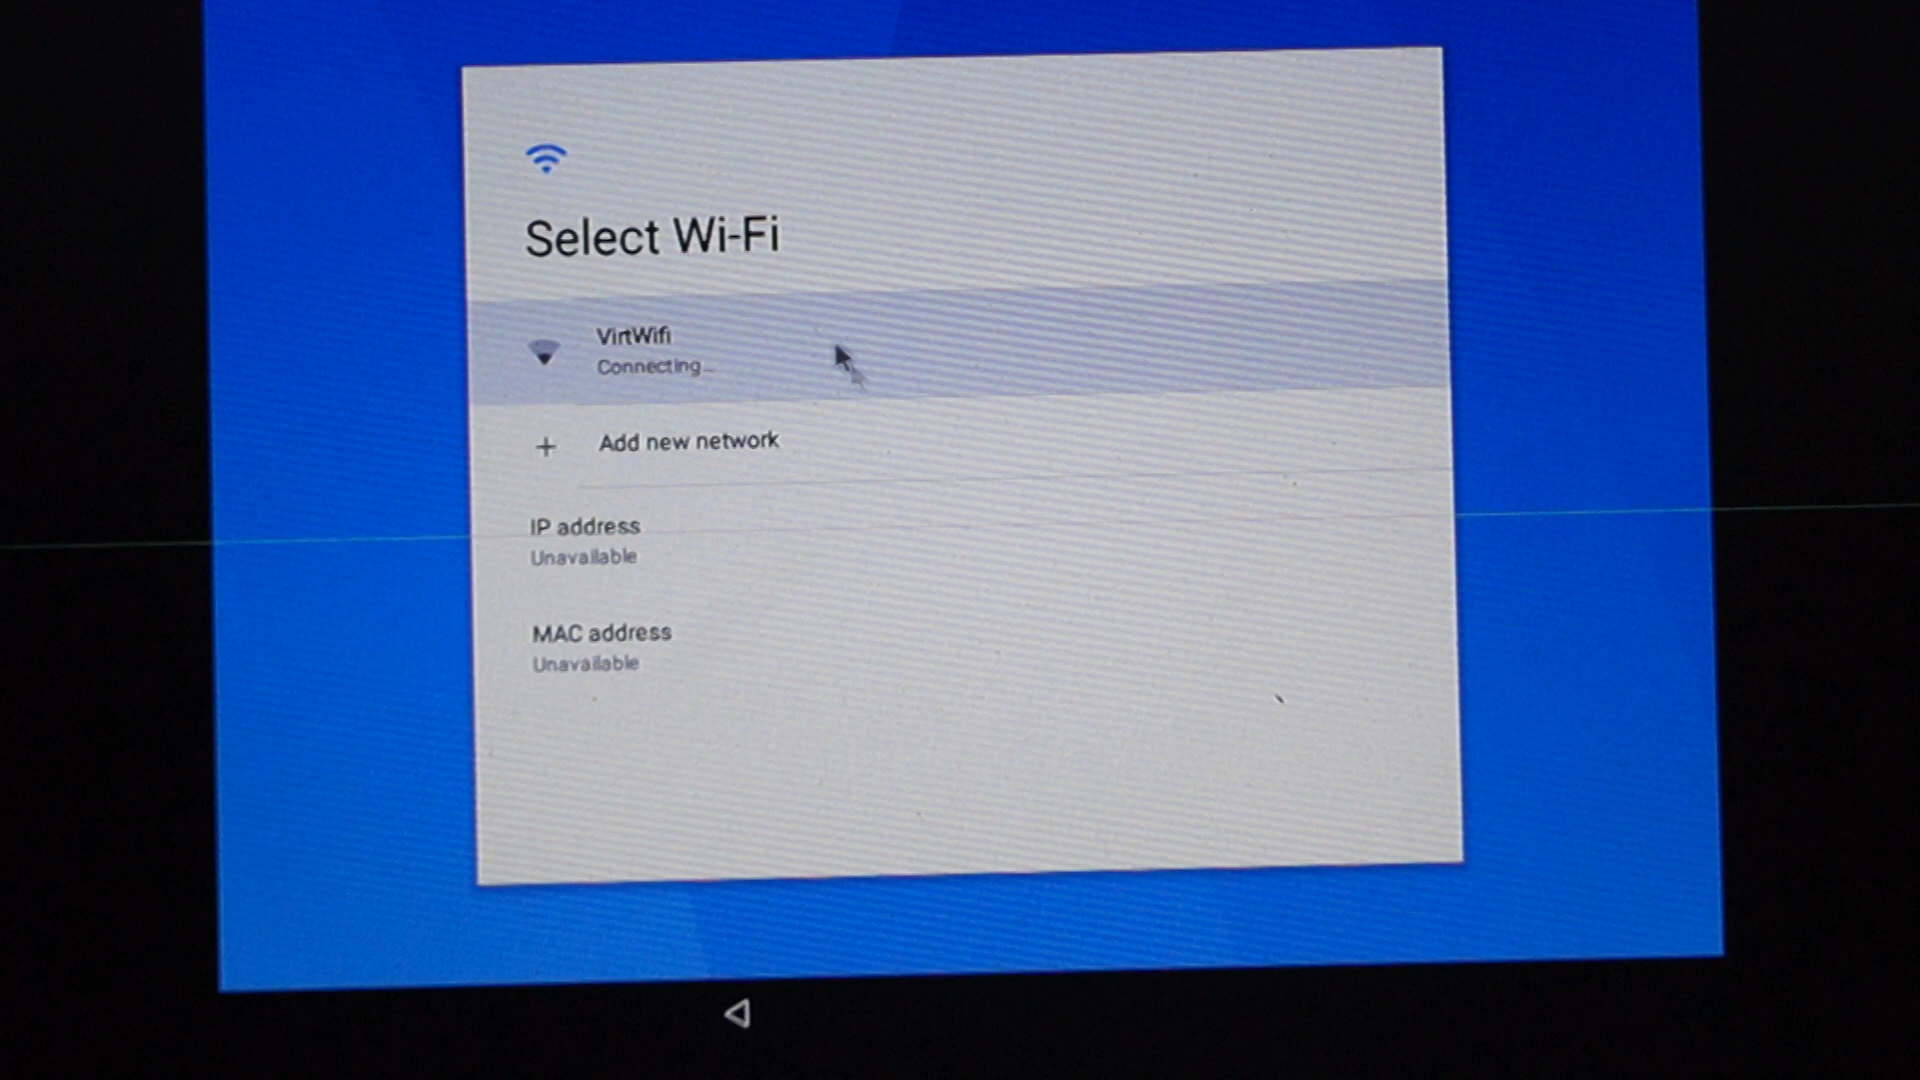 Select Wi-Fi
VirtWifi
Connecting...
Add new network
IP address
Unavailable
MAC address
Unavailable